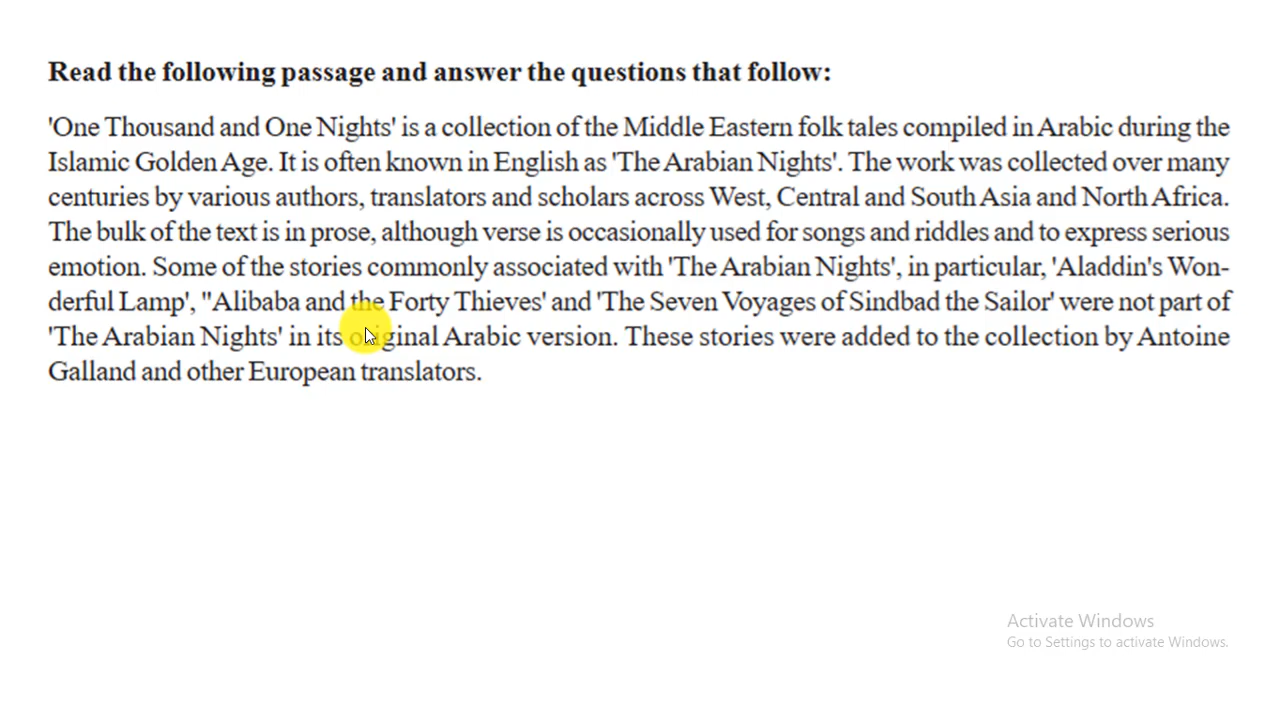 Read the following passage and answer the questions that follow:
'One Thousand and One Nights' is a collection of the Middle Eastern folk tales compiled in Arabic during the
Islamic Golden Age. It is often known in English as 'The Arabian Nights'. The work was collected over many
centuries by various authors, translators and scholars across West, Central and South Asia and North Africa.
The bulk of the text is in prose, although verse is occasionally used for songs and riddles and to express serious
emotion. Some of the stories commonly associated with 'The Arabian Nights', in particular, 'Aladdin's Won-
derful Lamp', "Alibaba and the Forty Thieves' and 'The Seven Voyages of Sindbad the Sailor' were not part of
'The Arabian Nights' in its original Arabic version. These stories were added to the collection by Antoine
Galland and other European translators.
Activate Windows
Go to Settings to activate Windows.